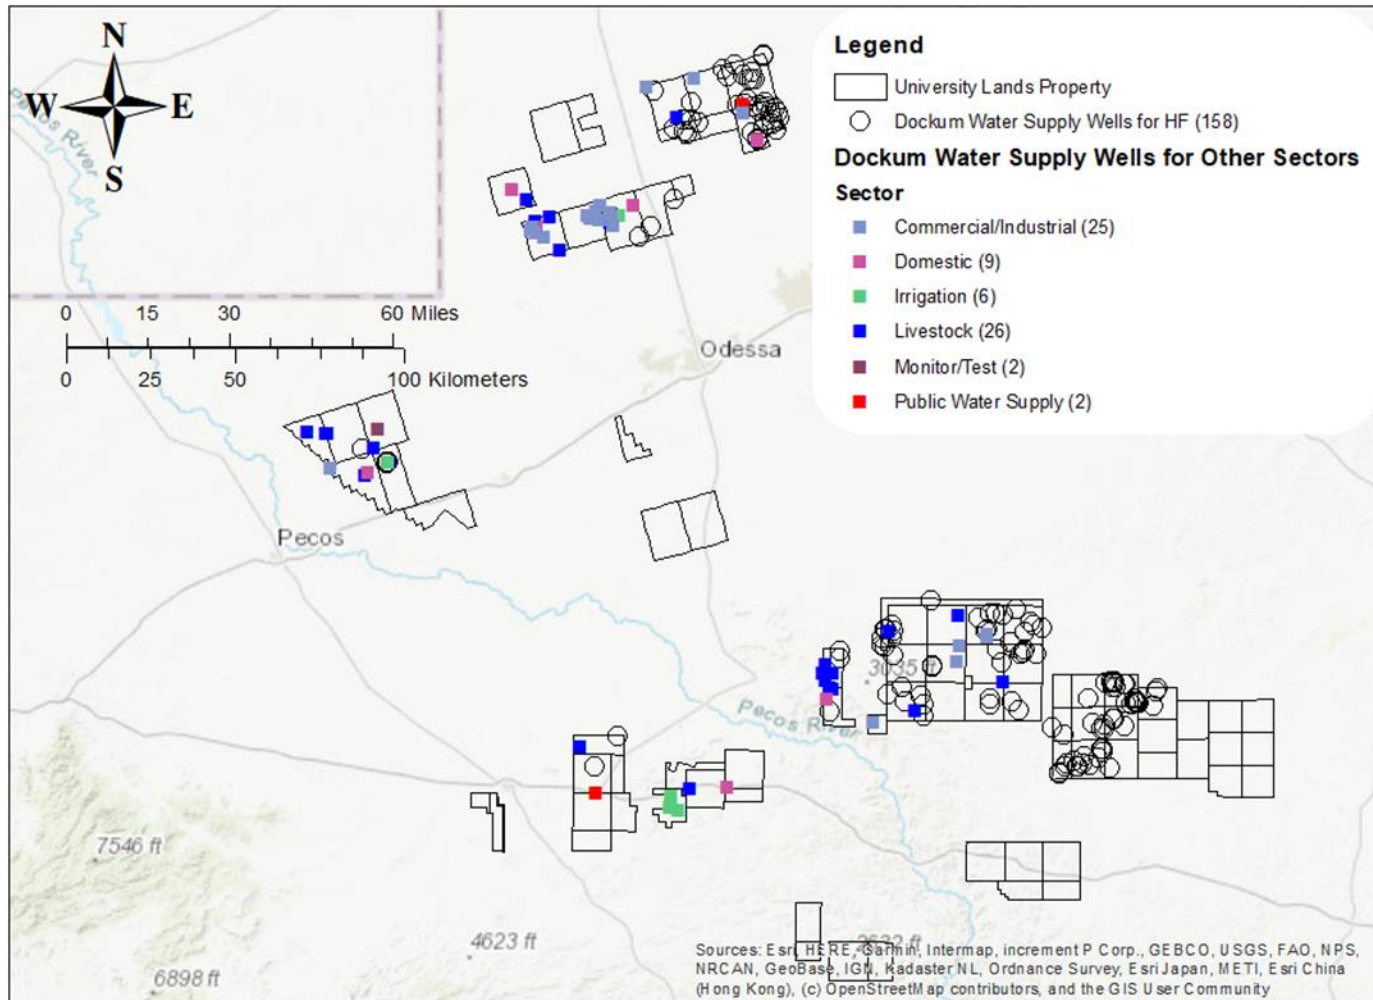 N
W E
S
Pecos River
0 15 30 60 Miles
0 25 50 100 Kilometers
Legend
University Lands Property
Dockum Water Supply Wells for HF (158)
Dockum Water Supply Wells for Other Sectors
Sector
Commercial/Industrial (25)
Domestic (9)
Irrigation (6)
Livestock (26)
Monitor/Test (2)
Public Water Supply (2)
Odessa
Pecos
3035 ft
Pecos River
7546 ft
4623 ft
6898 ft
Sources: Esri, HERE, Garmin, Intermap, increment P Corp., GEBCO, USGS, FAO, NPS,
NRCAN, GeoBase, IGN, Kadaster NL, Ordnance Survey, Esri Japan, METI, Esri China
(Hong Kong), (c) OpenStreetMap contributors, and the GIS User Community